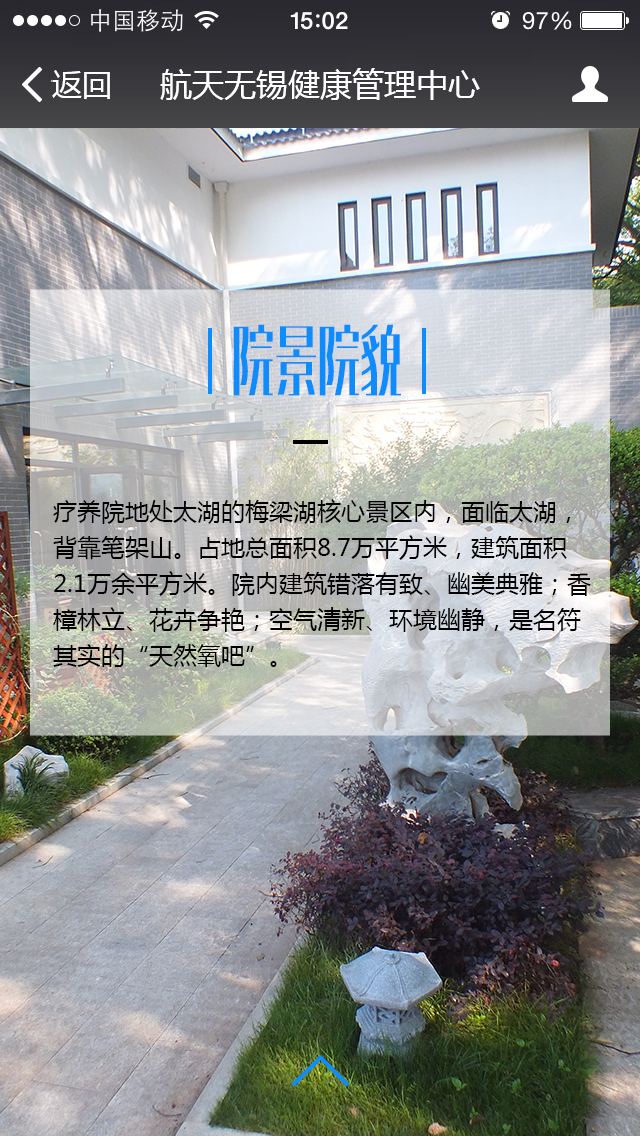 中国移动 15:02 97%
返回 航天无锡健康管理中心
院景院貌
疗养院地处太湖的梅梁湖核心景区内，面临太湖，
背靠笔架山。占地总面积8.7万平方米，建筑面积
2.1万余平方米。院内建筑错落有致、幽美典雅；香
樟林立、花卉争艳；空气清新、环境幽静，是名符
其实的“天然氧吧”。